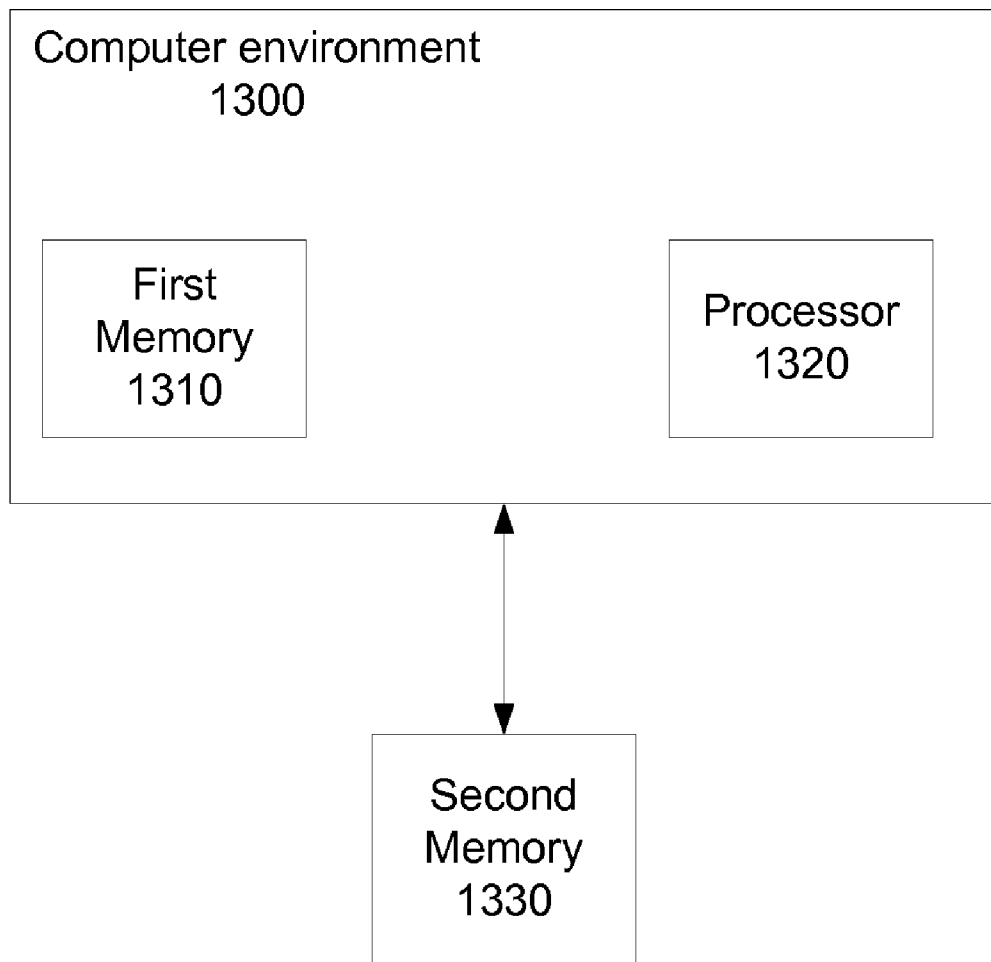 Computer environment
1300
First
Memory
1310
Processor
1320
Second
Memory
1330